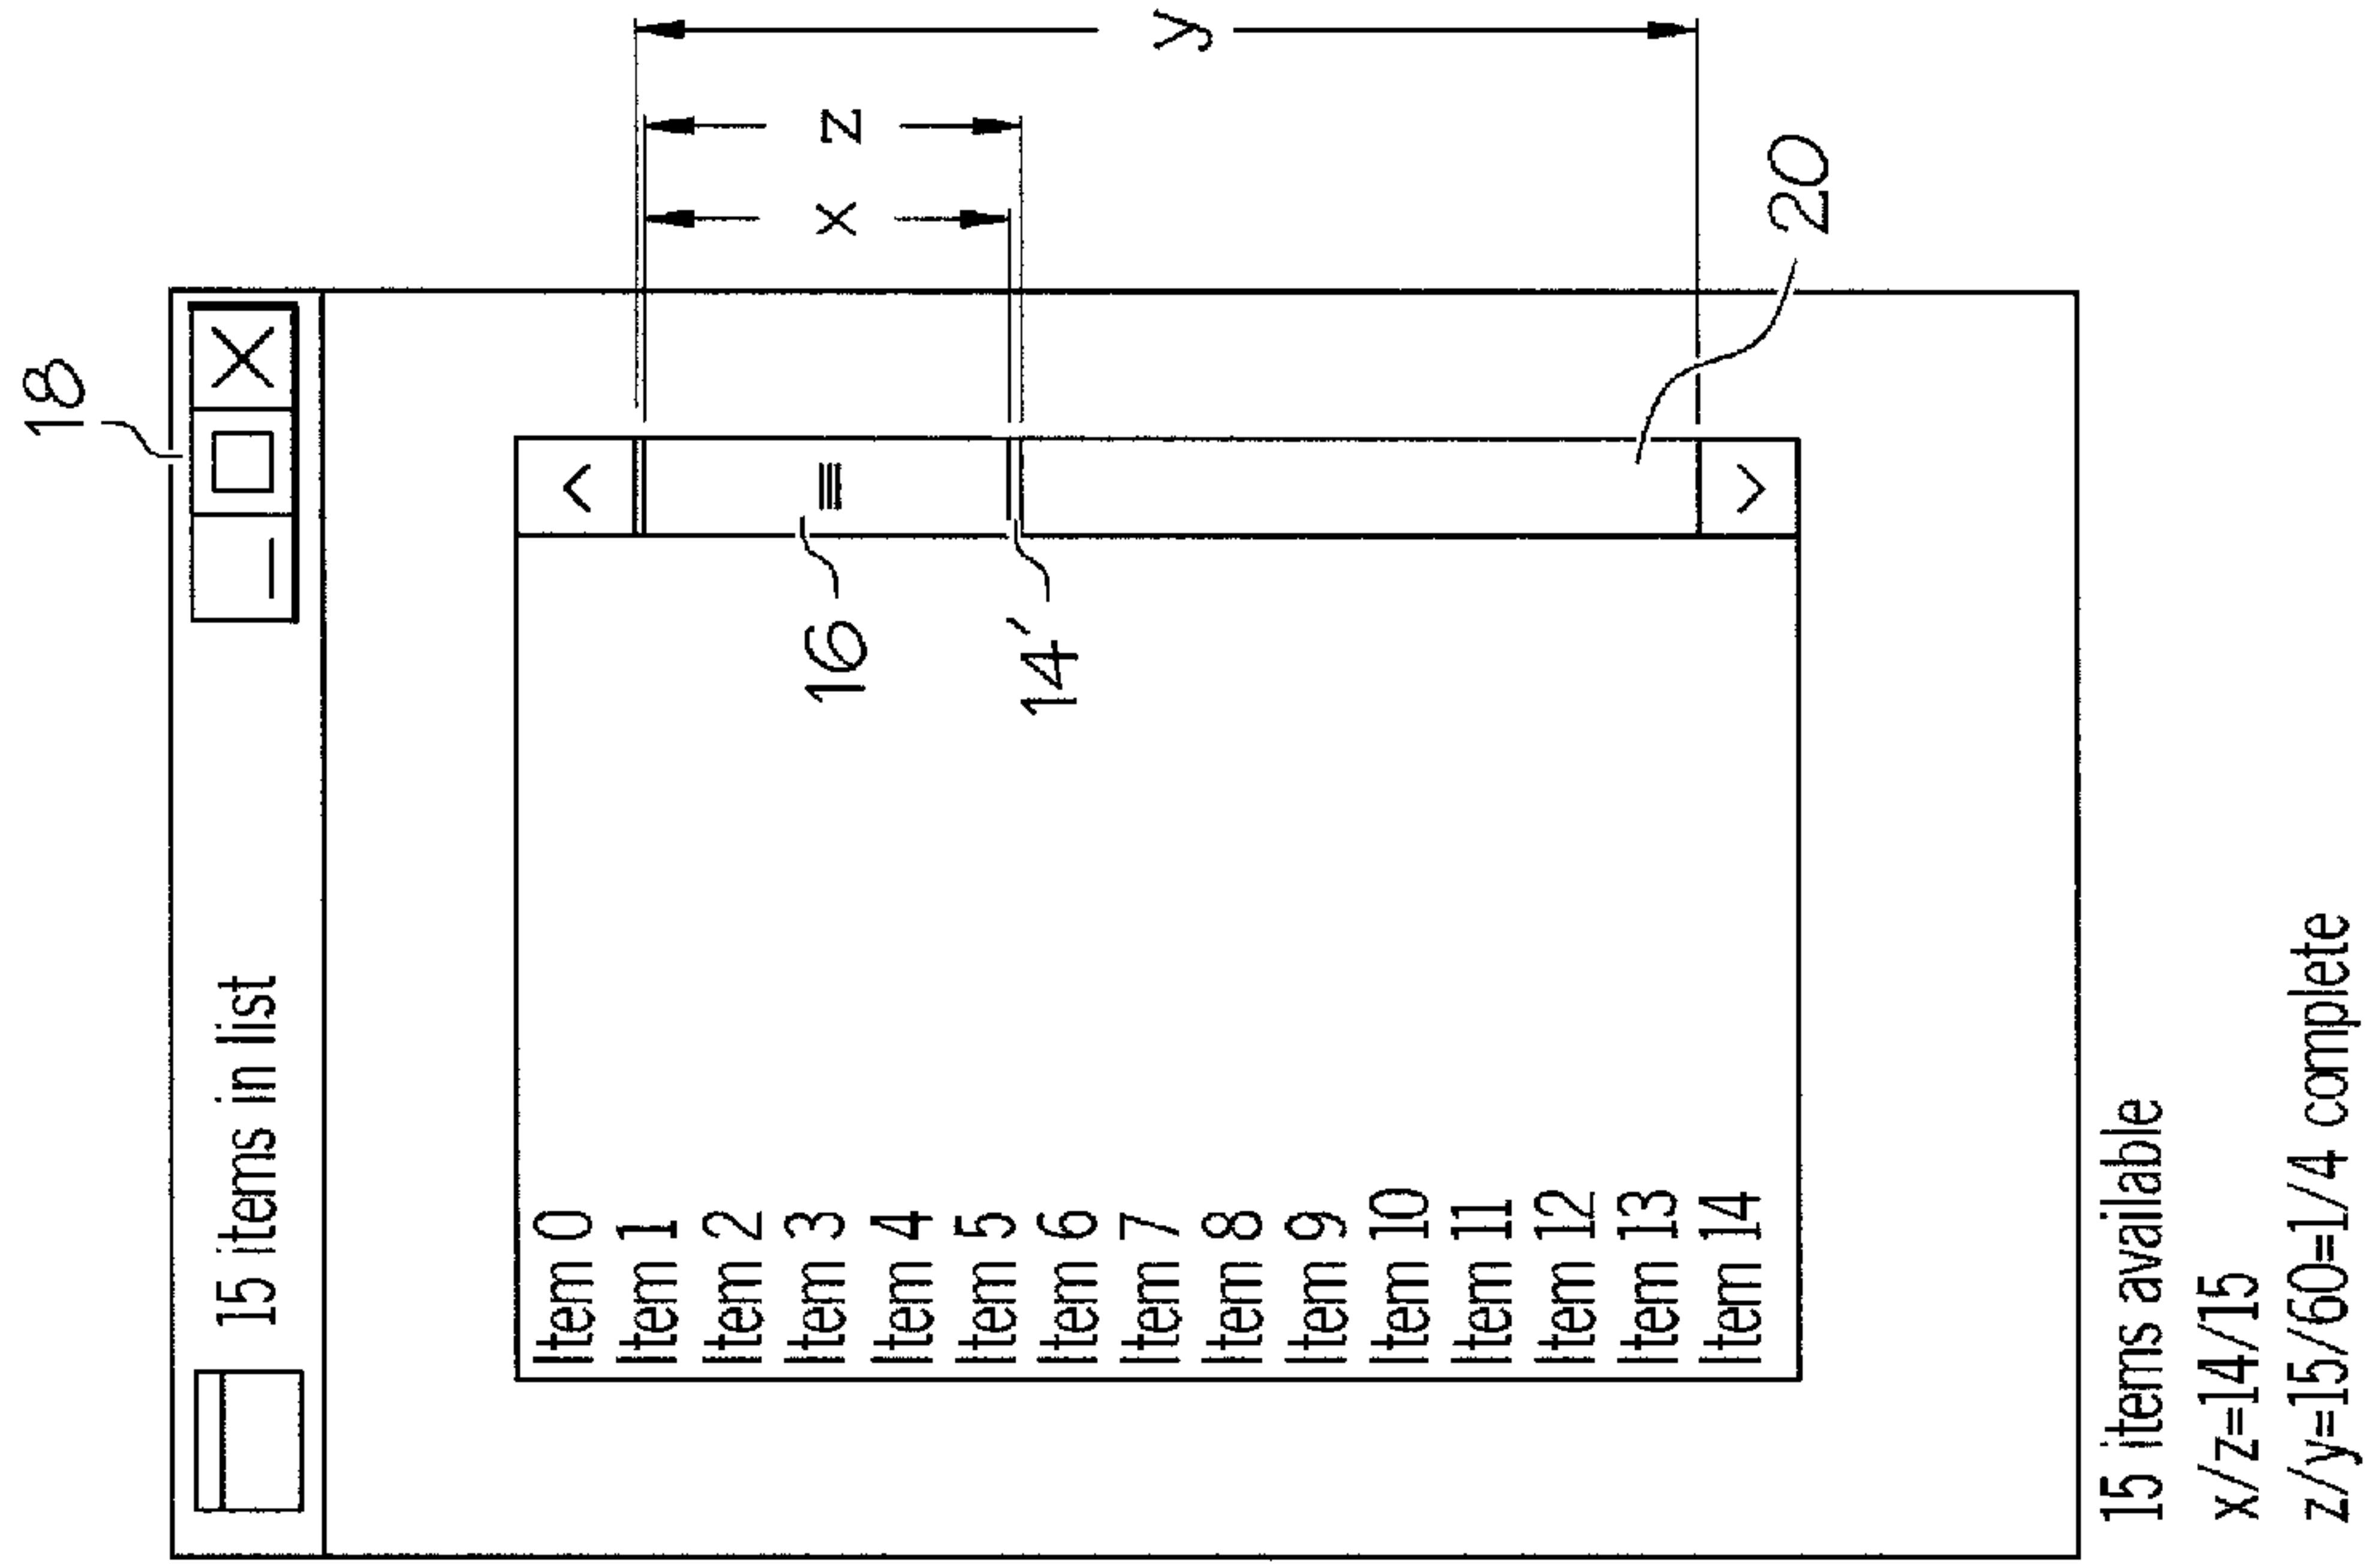 18
15 items in list
Item 0
Item 1
Item 2
Item 3
Item 4
Item 5
Item 6
Item 7
Item 8
Item 9
Item 10
Item 11
Item 12
Item 13
Item 14
16
14'
x
z
y
20
15 items available
x/z=14/15
z/y=15/60=1/4 complete